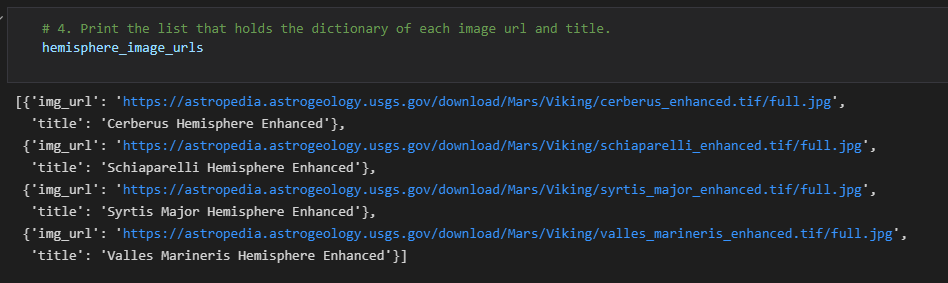 # 4. Print the list that holds the dictionary of each image url and title.
hemisphere_image_urls
[{'img_url': 'https://astropedia.astrogeology.usgs.gov/download/Mars/Viking/cerberus_enhanced.tif/full.jpg',
'title': 'Cerberus Hemisphere Enhanced'},
{'img_url': 'https://astropedia.astrogeology.usgs.gov/download/Mars/Viking/schiaparelli_enhanced.tif/full.jpg',
'title': 'Schiaparelli Hemisphere Enhanced'},
{'img_url': 'https://astropedia.astrogeology.usgs.gov/download/Mars/Viking/syrtis_major_enhanced.tif/full.jpg',
'title': 'Syrtis Major Hemisphere Enhanced'},
{'img_url': 'https://astropedia.astrogeology.usgs.gov/download/Mars/Viking/valles_marineris_enhanced.tif/full.jpg',
'title': 'Valles Marineris Hemisphere Enhanced'}]